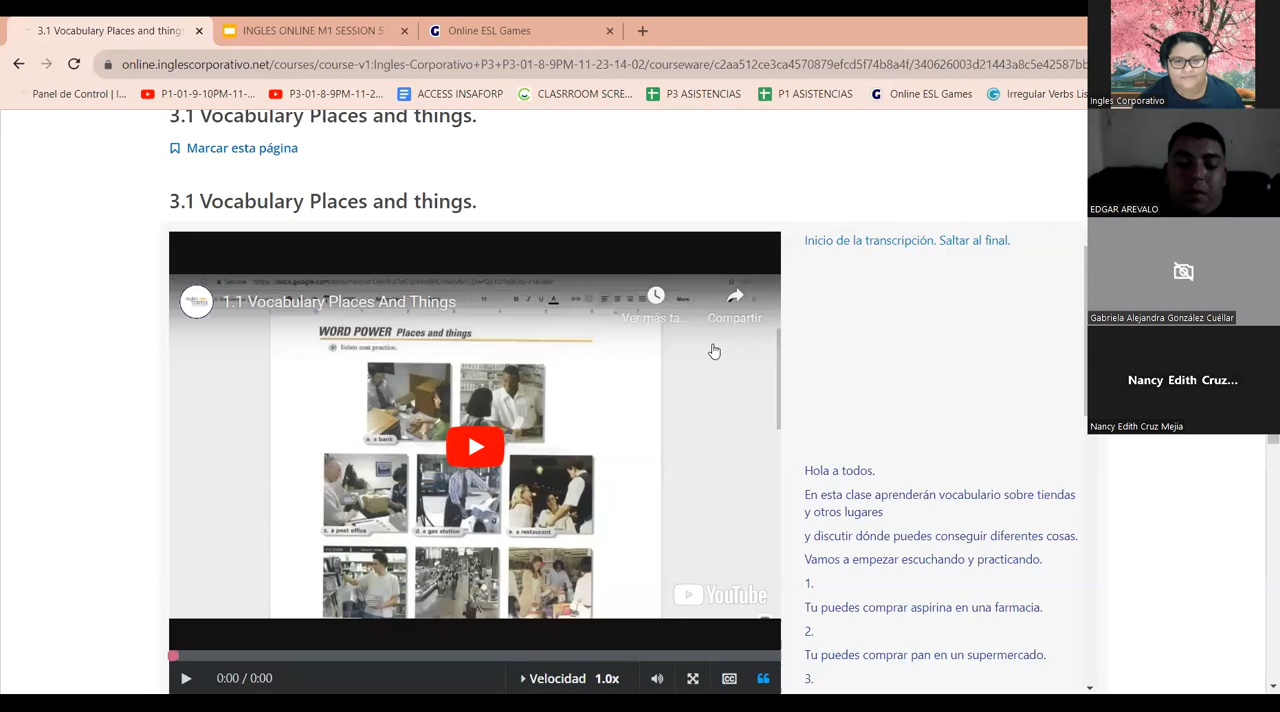 3.1 Vocabulary Places and thing
INGLES ONLINE M1 SESSION 5
Online ESL Games
online.inglescorporativo.net/courses/course-v1:Ingles-Corporativo+P3+P3-01-8-9PM-11-23-14-02/courseware/c2aa512ce3ca4570879efcd5f74b8a4f/340626003d21443a8c5e42587bb
Panel de Control | I...
P1-01-9-10PM-11-...
P3-01-8-9PM-11-2...
ACCESS INSAFORP
CLASRROOM SCRE...
P3 ASISTENCIAS
P1 ASISTENCIAS
Online ESL Games
Irregular Verbs Lis
Ingles Corporativo
3.1 Vocabulary Places and things.
Marcar esta página
EDGAR AREVALO
3.1 Vocabulary Places and things.
Inicio de la transcripción. Saltar al final.
1.1 Vocabulary Places And Things
Ver más ta...
Compartir
WORD POWER Places and things
listen and practice.
a. a bank
c. a post office
d. a gas station
e. a restaurant
YouTube
Gabriela Alejandra González Cuéllar
Nancy Edith Cruz...
Nancy Edith Cruz Mejia
Hola a todos.
En esta clase aprenderán vocabulario sobre tiendas
y otros lugares
y discutir dónde puedes conseguir diferentes cosas.
Vamos a empezar escuchando y practicando.
1.
Tu puedes comprar aspirina en una farmacia.
2.
Tu puedes comprar pan en un supermercado.
3.
0:00 / 0:00
Velocidad 1.0x